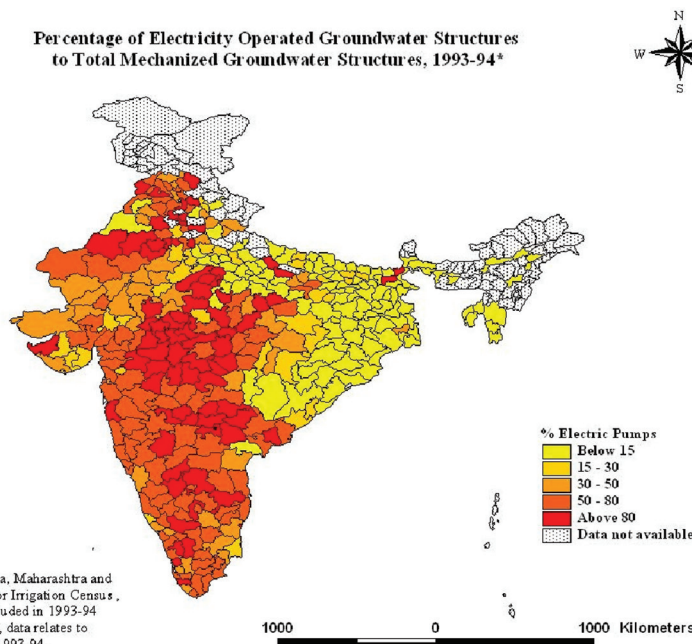 Percentage of Electricity Operated Groundwater Structures
to Total Mechanized Groundwater Structures, 1993-94*
N
W
S
% Electric Pumps
Below 15
15 - 30
30 - 50
50 - 80
Above 80
Data not available
a, Maharashtra and
or Irrigation Census ,
uded in 1993-94
, data relates to
1993-94
1000 0 1000 Kilometers